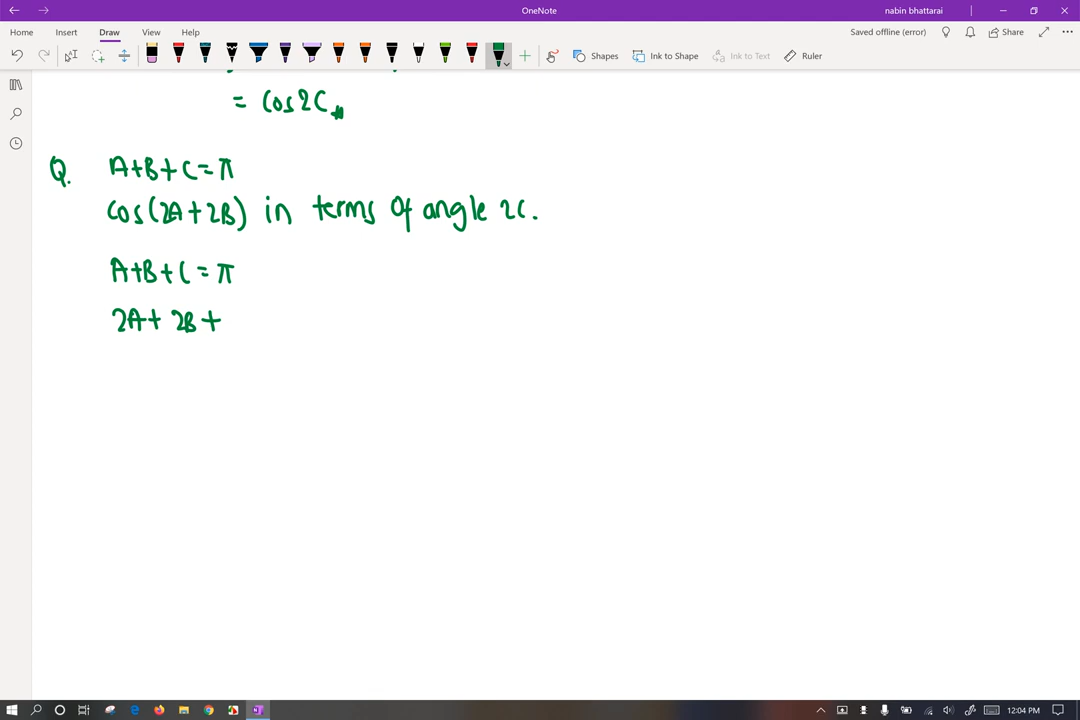 OneNote
nabin bhattarai
Home Insert Draw View Help
Saved offline (error) Share
Shapes Ink to Shape Ink to Text Ruler
= Cos2C
Q. A+B+C=π
Cos(2A+2B) in terms of angle 2C.
A+B+C=π
2A+ 2B+
12:04 PM